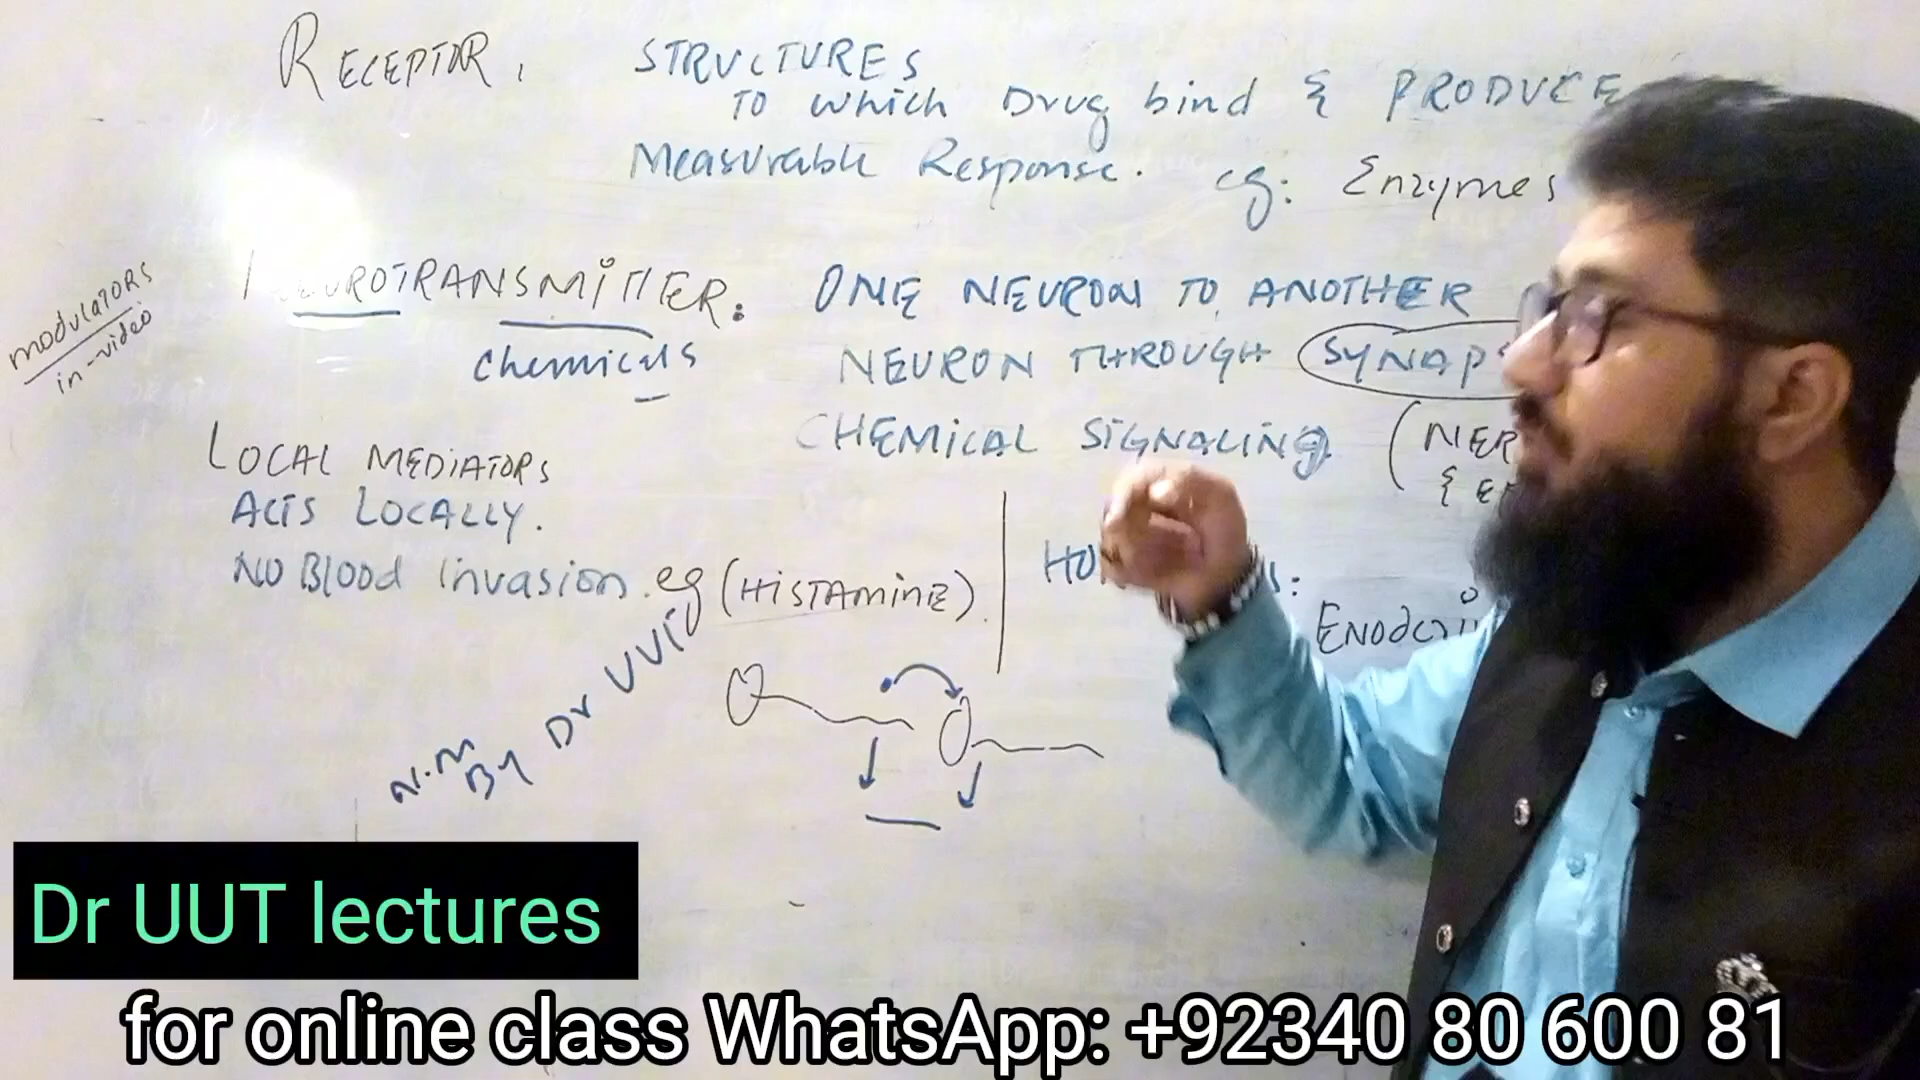 RECEPTOR, STRUCTURES
TO which Drug bind & PRODUCE
Measurable Response. eg: Enzymes
NEUROTRANSMITTER: ONE NEURON TO ANOTHER
chemicals NEURON THROUGH SYNAPS
CHEMICAL SIGNALING. (NER
& E
modulators
in-video
LOCAL MEDIATORS
ACTS LOCALLY.
NO Blood invasion. eg (HISTAMINE).
HO S:
N.M
By Dr UUT
Dr UUT lectures
for online class WhatsApp: +92340 80 600 81